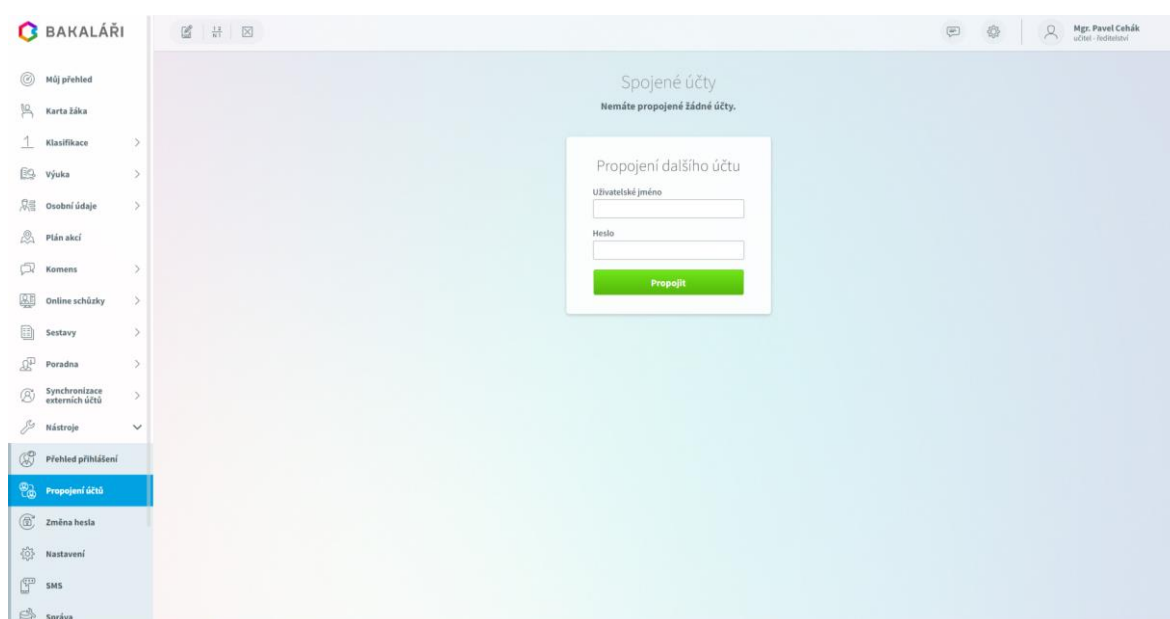 BAKALÁŘI
Mgr. Pavel Cehák
učitel - ředitelství
Můj přehled
Karta žáka
Klasifikace
Výuka
Osobní údaje
Plán akcí
Komens
Online schůzky
Sestavy
Poradna
Synchronizace
externích účtů
Nástroje
Přehled přihlášení
Propojení účtů
Změna hesla
Nastavení
SMS
Správa
Spojené účty
Nemáte propojené žádné účty.
Propojení dalšího účtu
Uživatelské jméno
Heslo
Propojit